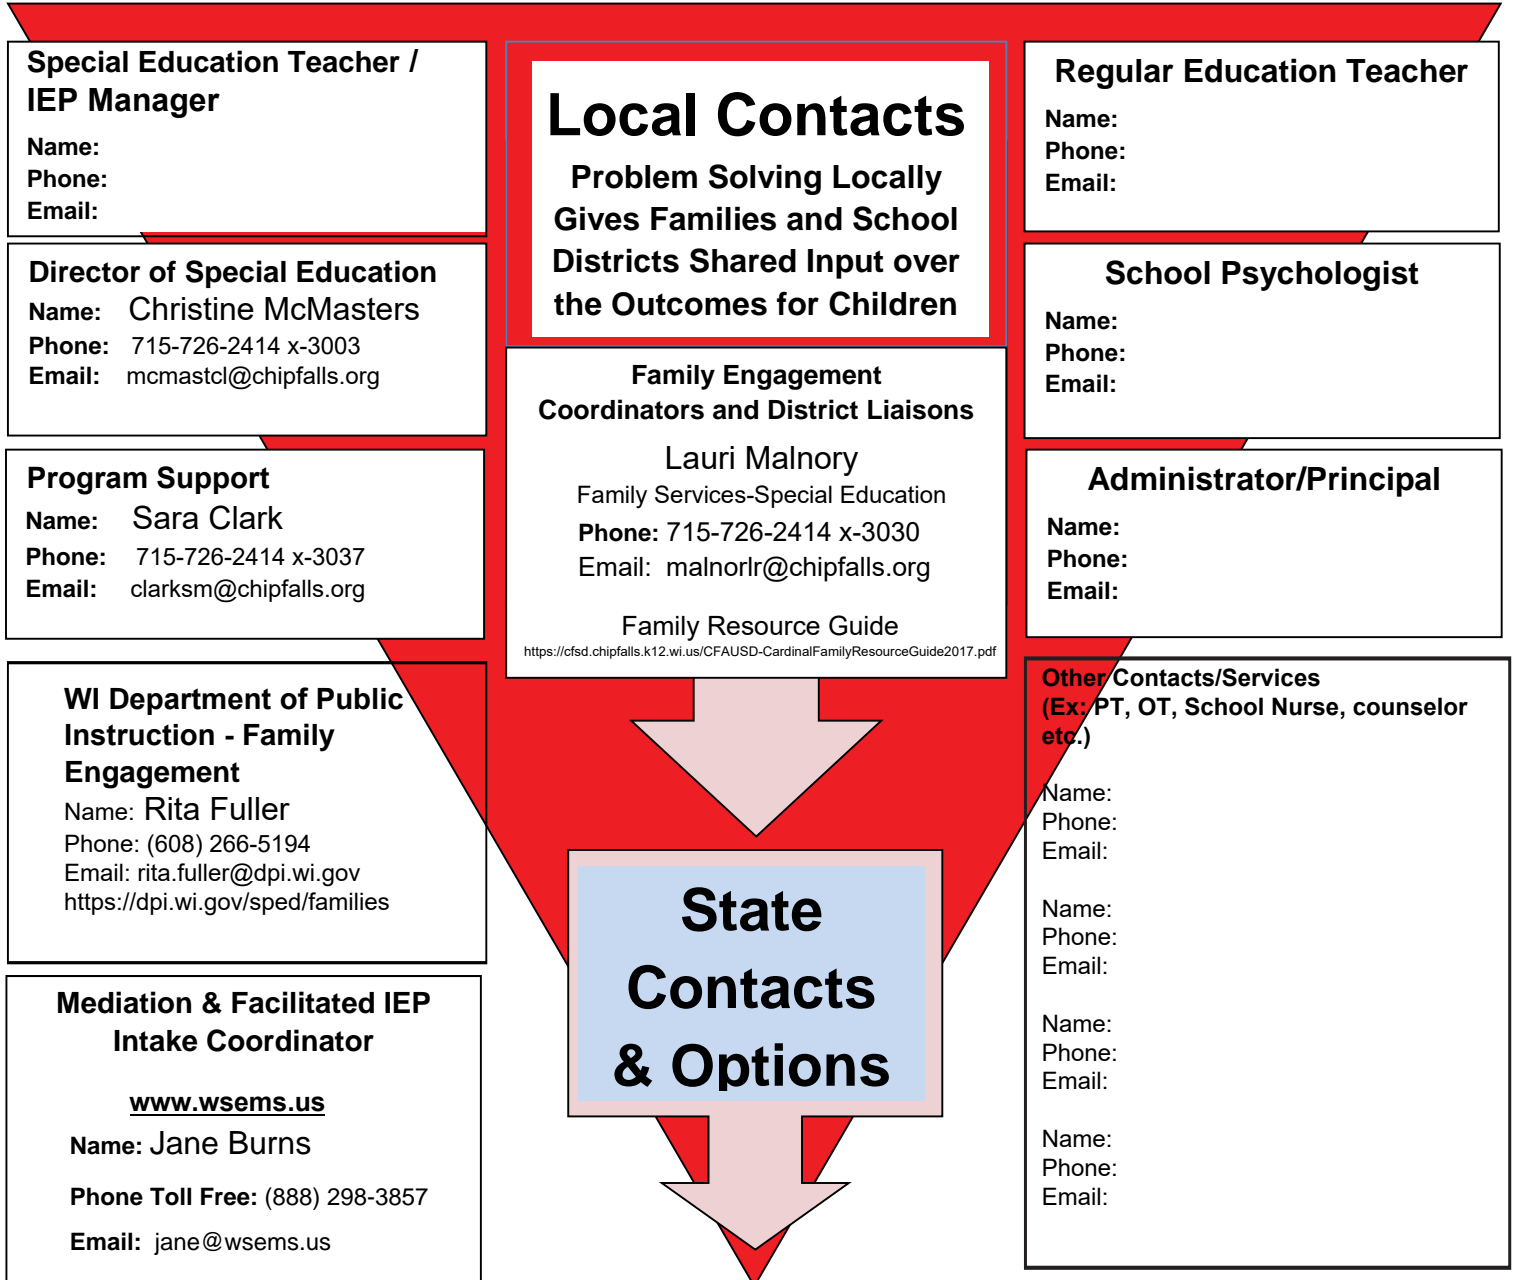 Special Education Teacher /
IEP Manager
Name:
Phone:
Email:
Director of Special Education
Name: Christine McMasters
Phone: 715-726-2414 x-3003
Email: mcmastcl@chipfalls.org
Program Support
Name: Sara Clark
Phone: 715-726-2414 x-3037
Email: clarksm@chipfalls.org
WI Department of Public
Instruction - Family
Engagement
Name: Rita Fuller
Phone: (608) 266-5194
Email: rita.fuller@dpi.wi.gov
https://dpi.wi.gov/sped/families
Mediation & Facilitated IEP
Intake Coordinator
www.wsems.us
Name: Jane Burns
Phone Toll Free: (888) 298-3857
Email: jane@wsems.us
Local Contacts
Problem Solving Locally
Gives Families and School
Districts Shared Input over
the Outcomes for Children
Family Engagement
Coordinators and District Liaisons
Lauri Malnory
Family Services-Special Education
Phone: 715-726-2414 x-3030
Email: malnorlr@chipfalls.org
Family Resource Guide
https://cfsd.chipfalls.k12.wi.us/CFAUSD-CardinalFamilyResourceGuide2017.pdf
State
Contacts
& Options
Regular Education Teacher
Name:
Phone:
Email:
School Psychologist
Name:
Phone:
Email:
Administrator/Principal
Name:
Phone:
Email:
Other Contacts/Services
(Ex: PT, OT, School Nurse, counselor
etc.)
Name:
Phone:
Email:
Name:
Phone:
Email:
Name:
Phone:
Email:
Name:
Phone:
Email: